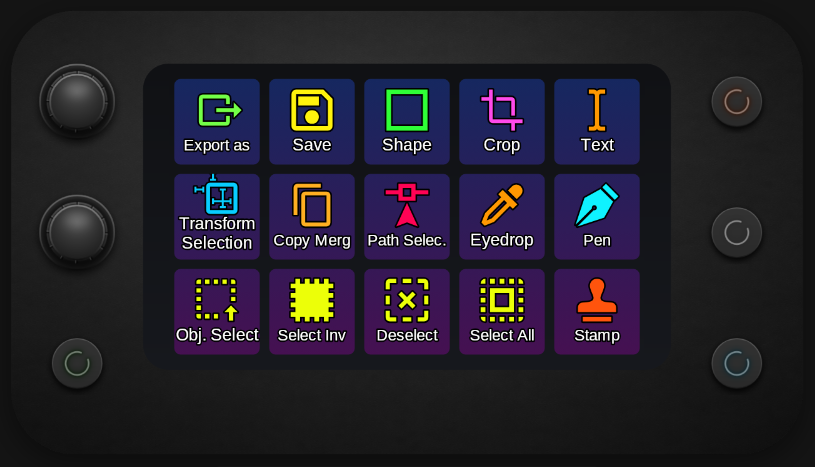 Export as
Save
Shape
Crop
Text
Transform
Selection
Copy Merg
Path Selec.
Eyedrop
Pen
Obj. Select
Select Inv
Deselect
Select All
Stamp